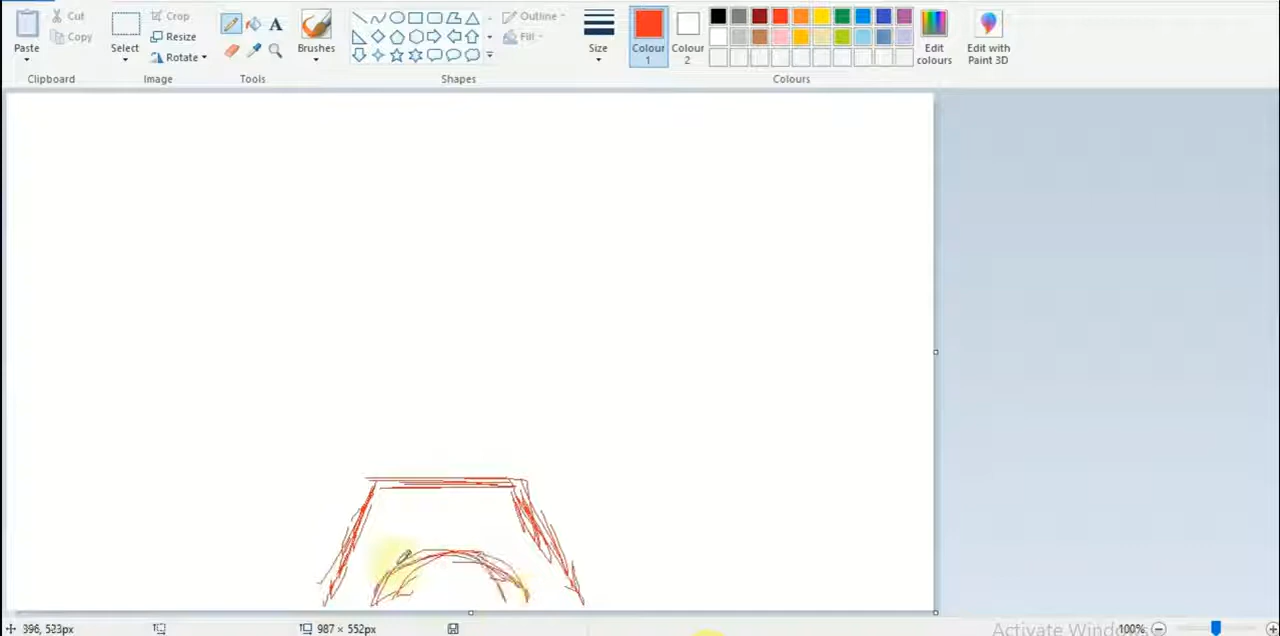 Paste
Cut
Copy
Clipboard
Select
Crop
Resize
Rotate
Image
A
Tools
Brushes
Shapes
Outline
Fill
Size
Colour 1
Colour 2
Colours
Edit colours
Edit with Paint 3D
396, 523px
987 × 552px
Activate Windows
100%